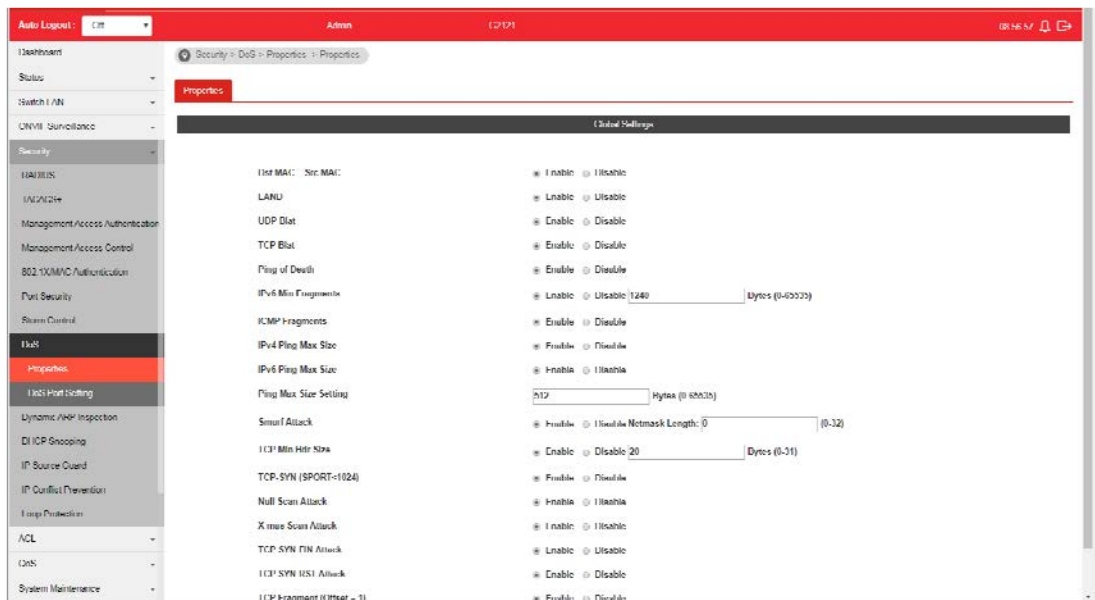 Auto Logout : Off Admin 08:56:57
Dashboard
Security > DoS > Properties > Properties
Status
Switch LAN
Properties
ONVIF Surveillance
Global Settings
Security
RADIUS
Dst MAC Src MAC Enable Disable
TACACS+
LAND Enable Disable
Management Access Authentication
UDP Blat Enable Disable
Management Access Control
TCP Blat Enable Disable
802.1X/MAC Authentication
Ping of Death Enable Disable
Port Security
IPv6 Min Fragments Enable Disable 1240 Bytes (0-65535)
Storm Control
ICMP Fragments Enable Disable
DoS
IPv4 Ping Max Size Enable Disable
Properties
IPv6 Ping Max Size Enable Disable
DoS Port Setting
Ping Max Size Setting 512 Bytes (0-65535)
Dynamic ARP Inspection
Smurf Attack Enable Disable Netmask Length: 0 (0-32)
DHCP Snooping
TCP Min Hdr Size Enable Disable 20 Bytes (0-31)
IP Source Guard
TCP-SYN (SPORT<1024) Enable Disable
IP Conflict Prevention
Null Scan Attack Enable Disable
Loop Protection
X-mas Scan Attack Enable Disable
ACL
TCP SYN FIN Attack Enable Disable
QoS
TCP SYN RST Attack Enable Disable
System Maintenance
TCP Fragment (Offset = 1) Enable Disable